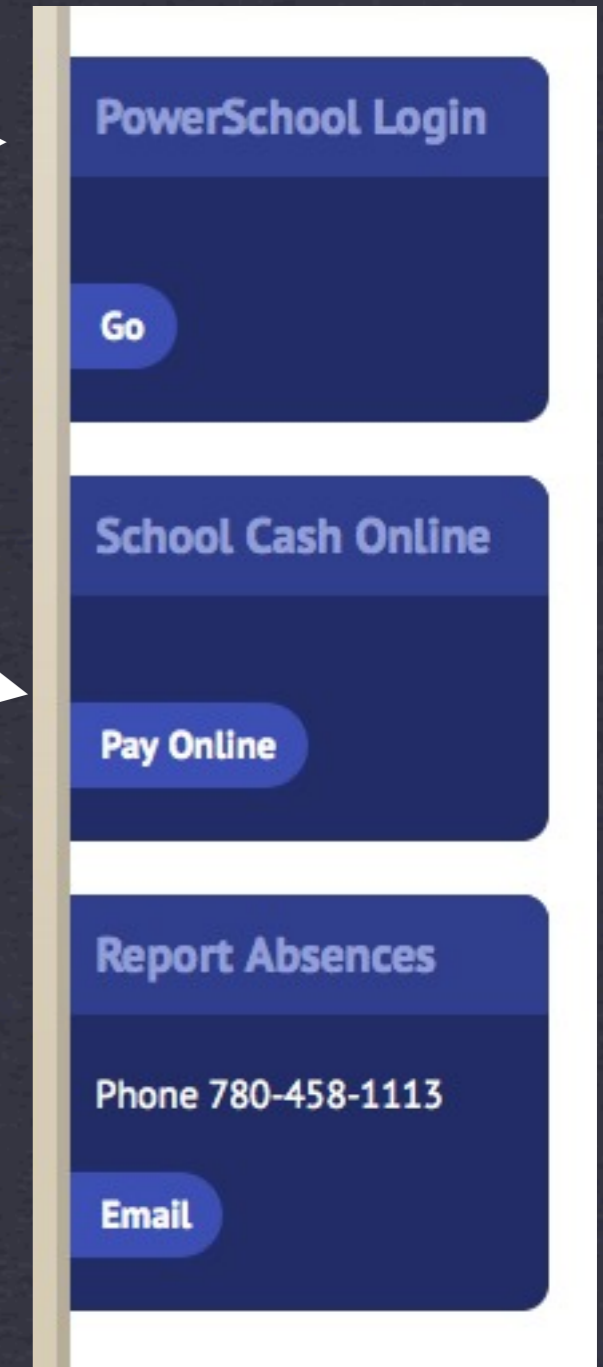 PowerSchool Login
Go
School Cash Online
Pay Online
Report Absences
Phone 780-458-1113
Email